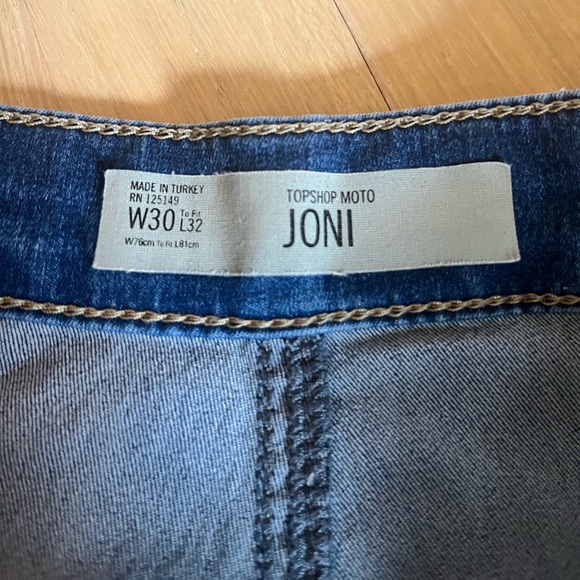 MADE IN TURKEY
RN 125149
W30 To Fit L32
W76cm To Fit L81cm
TOPSHOP MOTO
JONI